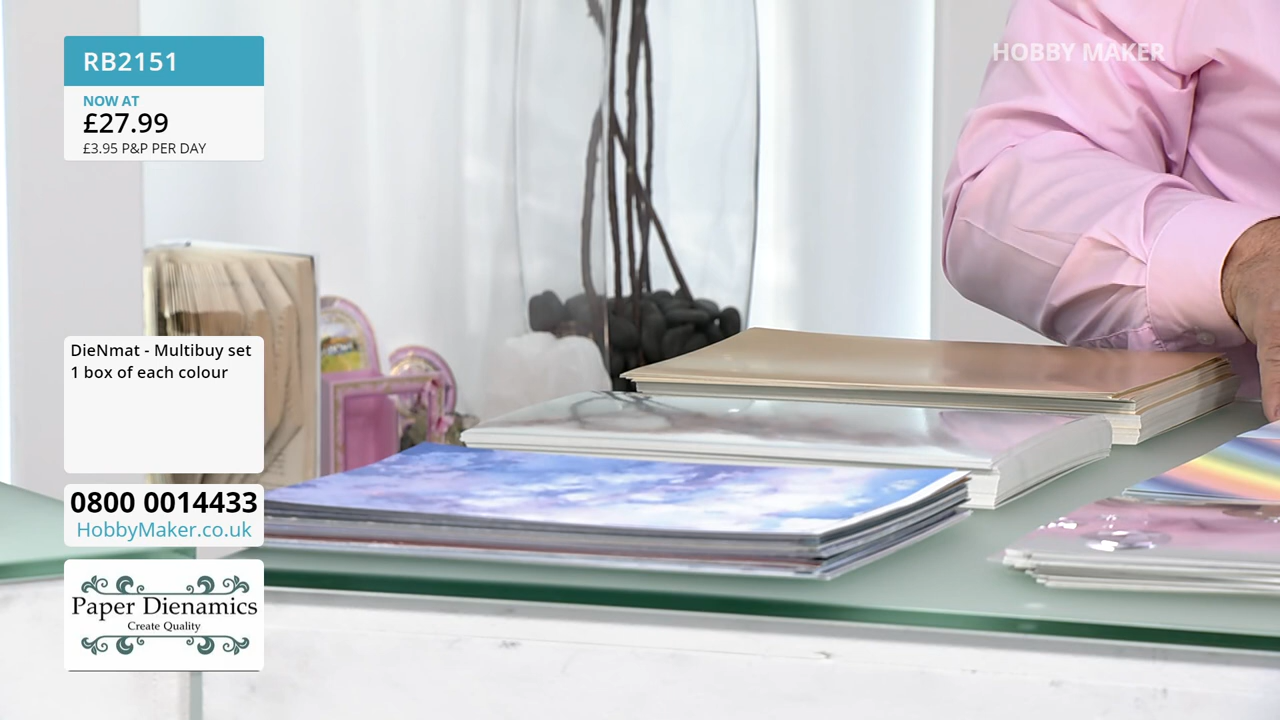 RB2151
NOW AT
£27.99
£3.95 P&P PER DAY
HOBBY MAKER
DieNmat - Multibuy set
1 box of each colour
0800 0014433
HobbyMaker.co.uk
Paper Dienamics
Create Quality